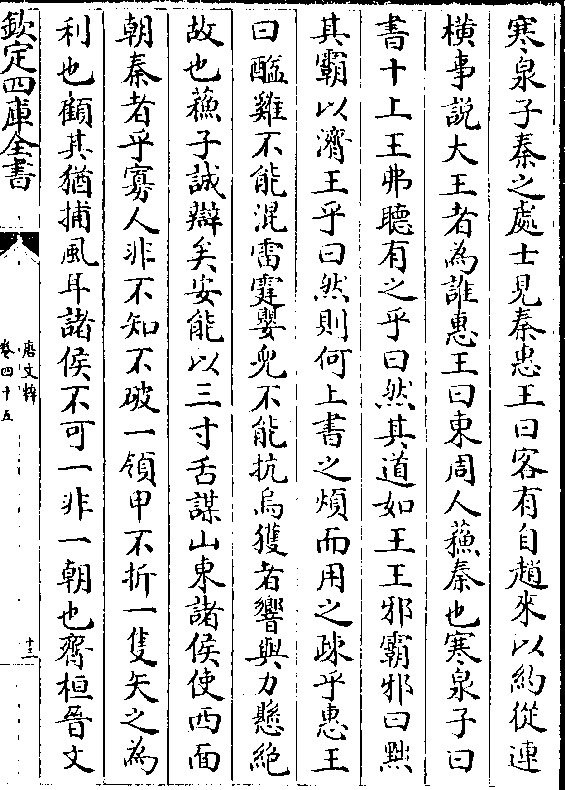 寒泉子秦之處士見秦惠王曰客有自趙來以約從連
横事說大王者為誰惠王曰東周人蘓秦也寒泉子曰
書十上王弗聽有之乎曰然其道如王王邪霸邪曰點
其霸以濟王乎曰然則何上書之煩而用之疎乎惠王
曰醯雞不能混雷霆嬰兒不能抗烏獲者響與力懸絕
故也蘓子誠辯矣安能以三寸舌謀山東諸侯使西面
朝秦者乎寡人非不知不破一領甲不折一隻矢之為
利也顧其猶捕風耳諸侯不可一非一朝也齊桓晉文
欽定四庫全書
唐文粹
卷四十五
十三